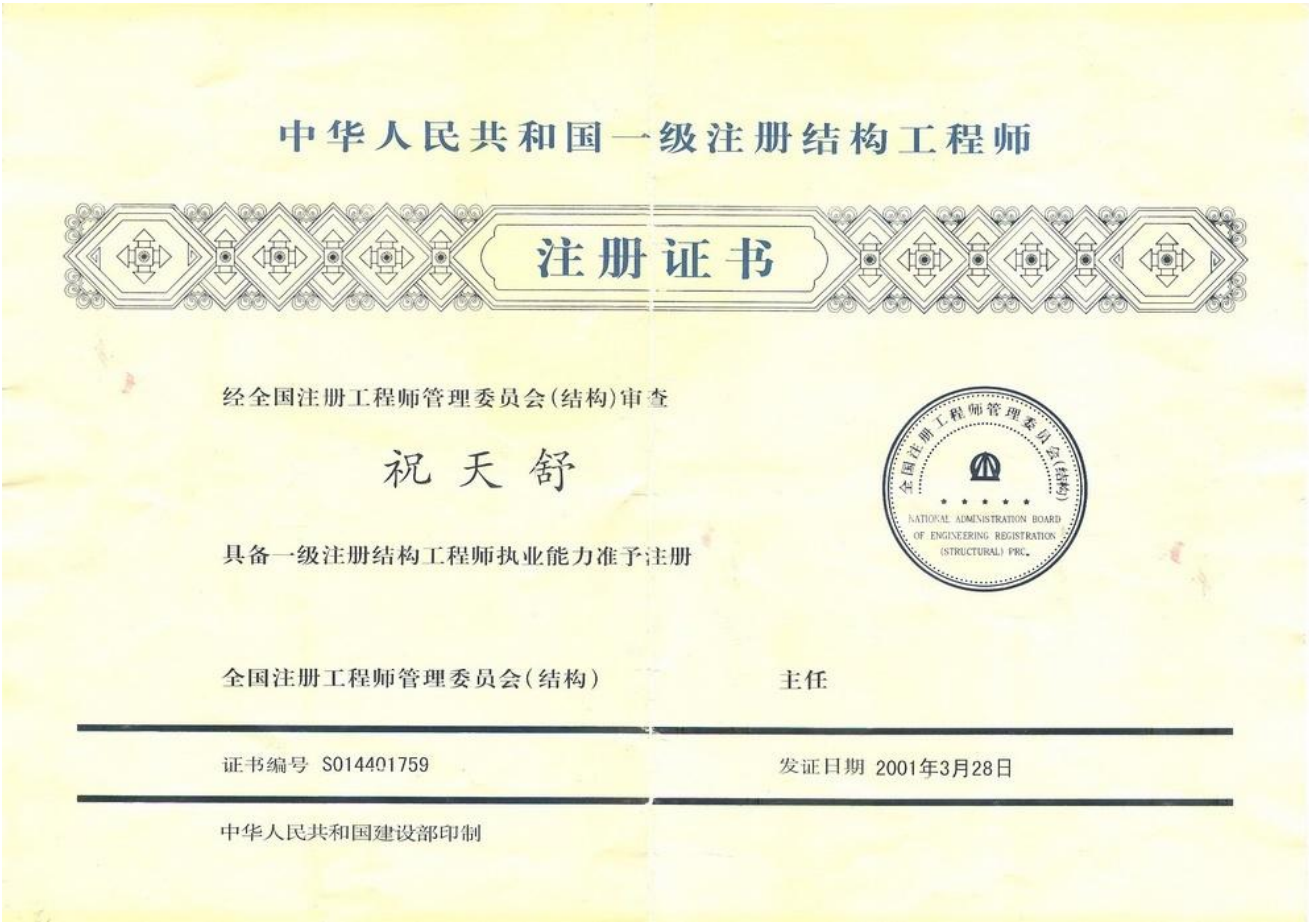 中华人民共和国一级注册结构工程师
注册证书
经全国注册工程师管理委员会(结构)审查
祝天舒
具备一级注册结构工程师执业能力准予注册
全国注册工程师管理委员会(结构)
NATIONAL ADMINISTRATION BOARD
OF ENGINEERING REGISTRATION
(STRUCTURAL) PRC.
全国注册工程师管理委员会(结构) 主任
证书编号 S014401759 发证日期 2001年3月28日
中华人民共和国建设部印制